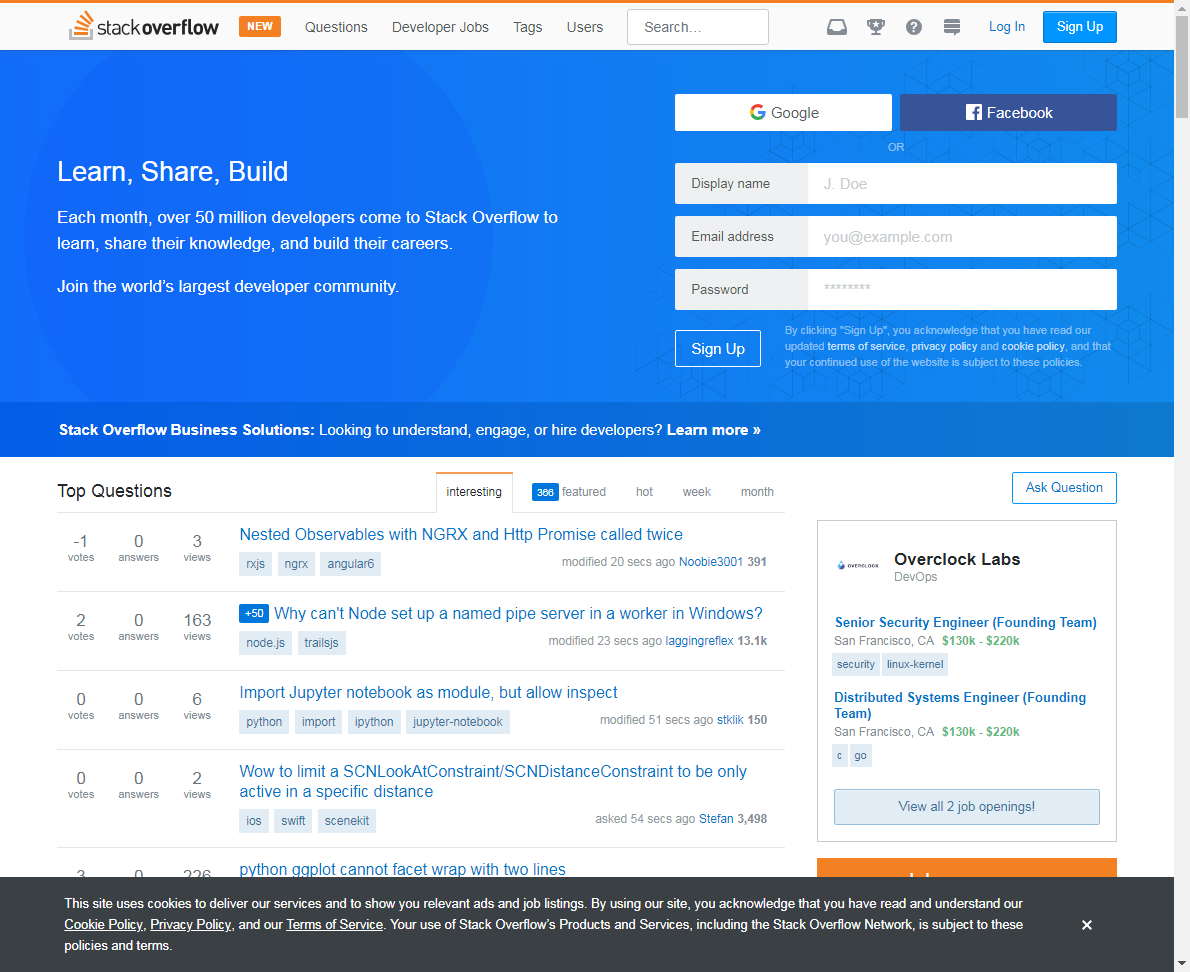 stackoverflow NEW Questions Developer Jobs Tags Users Search… Log In Sign Up
Google Facebook
OR
Learn, Share, Build
Each month, over 50 million developers come to Stack Overflow to
learn, share their knowledge, and build their careers.
Join the world’s largest developer community.
Display name J. Doe
Email address you@example.com
Password ********
Sign Up
By clicking "Sign Up", you acknowledge that you have read our
updated terms of service, privacy policy and cookie policy, and that
your continued use of the website is subject to these policies.
Stack Overflow Business Solutions: Looking to understand, engage, or hire developers? Learn more »
Top Questions
interesting 366 featured hot week month
Ask Question
-1 0 3
votes answers views
Nested Observables with NGRX and Http Promise called twice
rxjs ngrx angular6
modified 20 secs ago Noobie3001 391
2 0 163
votes answers views
+50 Why can't Node set up a named pipe server in a worker in Windows?
node.js trailsjs
modified 23 secs ago laggingreflex 13.1k
0 0 6
votes answers views
Import Jupyter notebook as module, but allow inspect
python import ipython jupyter-notebook
modified 51 secs ago stklik 150
0 0 2
votes answers views
Wow to limit a SCNLookAtConstraint/SCNDistanceConstraint to be only
active in a specific distance
ios swift scenekit
asked 54 secs ago Stefan 3,498
3 0 226
python ggplot cannot facet wrap with two lines
OVERCLOCK
Overclock Labs
DevOps
Senior Security Engineer (Founding Team)
San Francisco, CA $130k - $220k
security linux-kernel
Distributed Systems Engineer (Founding
Team)
San Francisco, CA $130k - $220k
c go
View all 2 job openings!
This site uses cookies to deliver our services and to show you relevant ads and job listings. By using our site, you acknowledge that you have read and understand our
Cookie Policy, Privacy Policy, and our Terms of Service. Your use of Stack Overflow’s Products and Services, including the Stack Overflow Network, is subject to these
policies and terms.